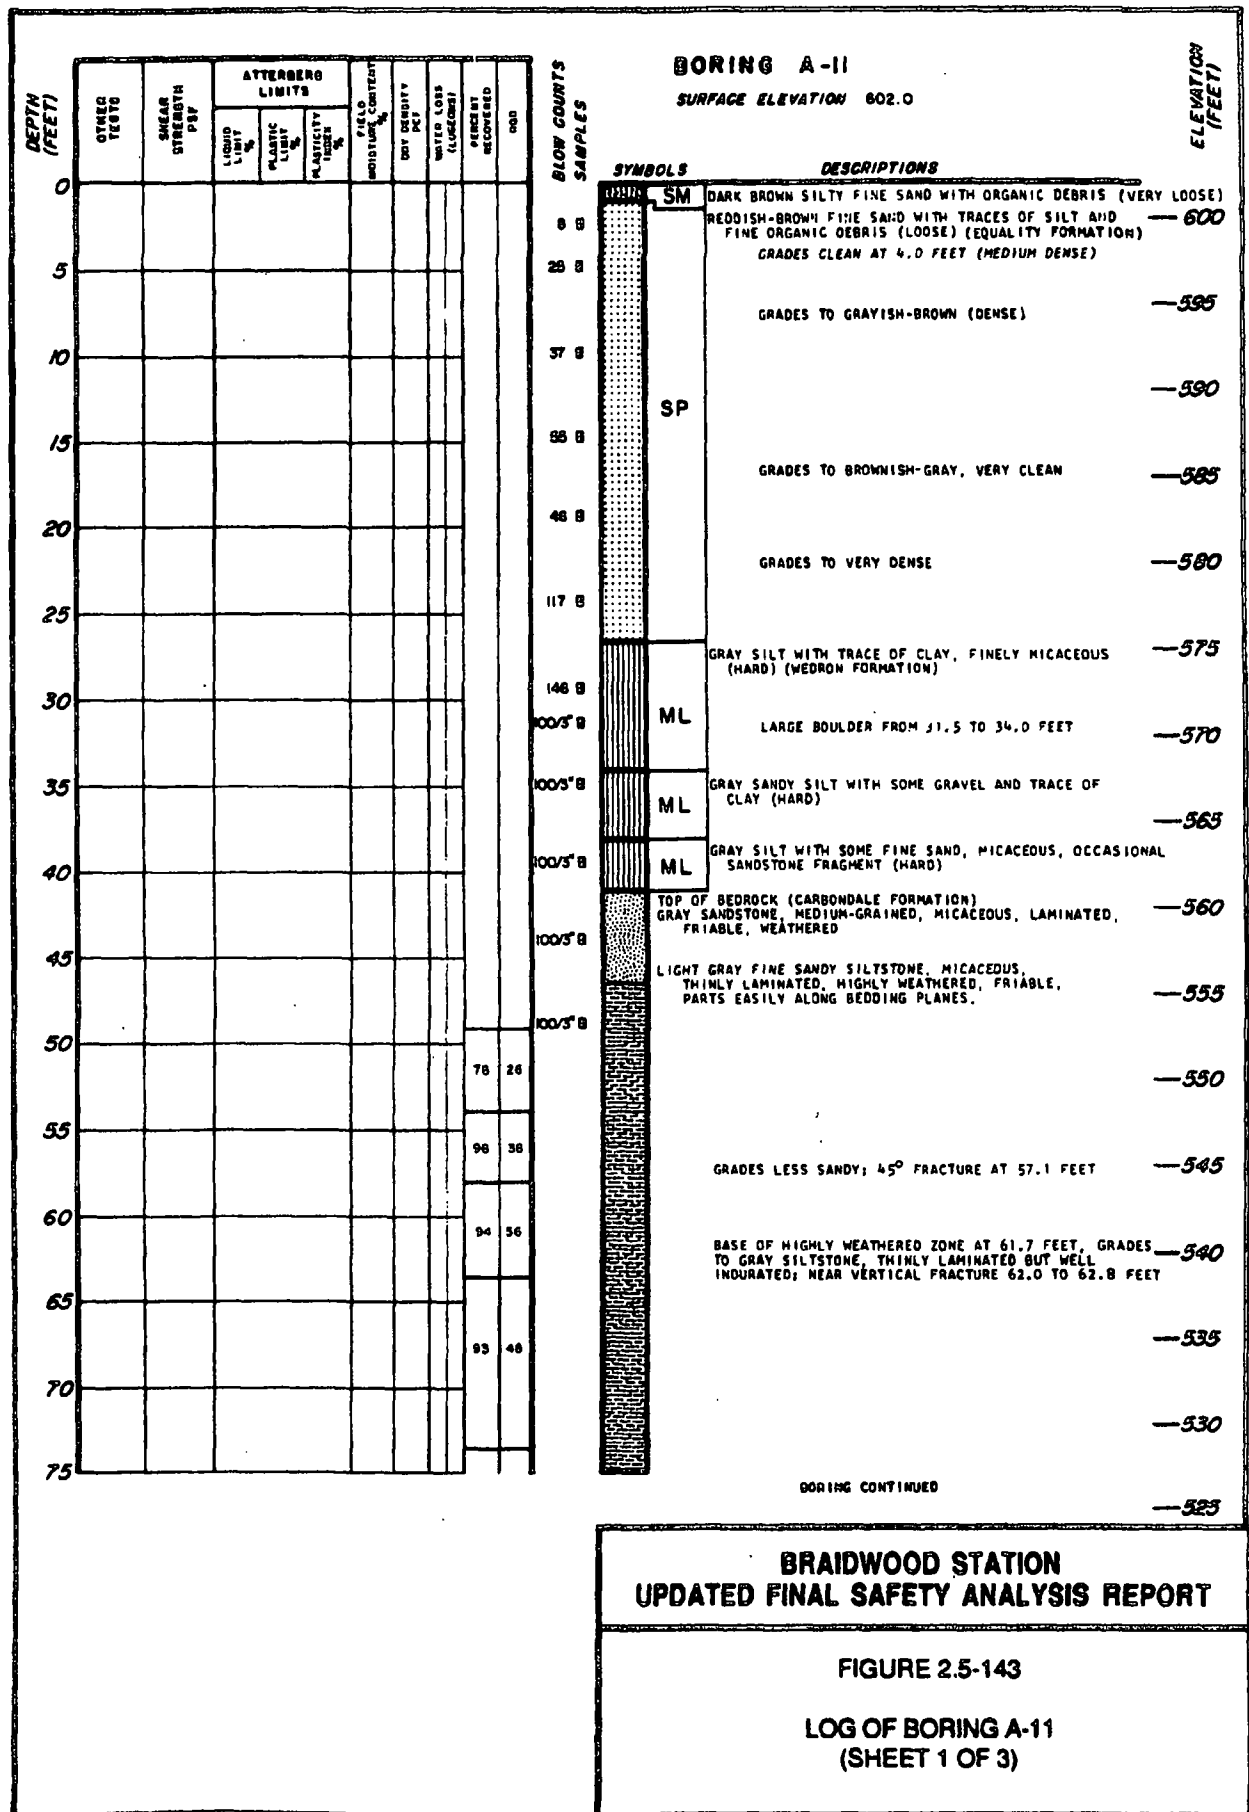 BORING A-11
SURFACE ELEVATION 602.0
DEPTH (FEET)
OTHER TESTS
SHEAR STRENGTH PSF
ATTERBERG LIMITS
LIQUID LIMIT %
PLASTIC LIMIT %
PLASTICITY INDEX %
FIELD MOISTURE CONTENT %
DRY DENSITY PCF
WATER LOSS (LUGEONS)
PERCENT RECOVERED
RQD
BLOW COUNTS
SAMPLES
SYMBOLS
DESCRIPTIONS
ELEVATION (FEET)
0
SM
DARK BROWN SILTY FINE SAND WITH ORGANIC DEBRIS (VERY LOOSE)
REDDISH-BROWN FINE SAND WITH TRACES OF SILT AND
FINE ORGANIC DEBRIS (LOOSE) (EQUALITY FORMATION)
600
GRADES CLEAN AT 4.0 FEET (MEDIUM DENSE)
5
595
GRADES TO GRAYISH-BROWN (DENSE)
10
37
590
SP
15
GRADES TO BROWNISH-GRAY, VERY CLEAN
585
20
GRADES TO VERY DENSE
580
25
117
575
GRAY SILT WITH TRACE OF CLAY, FINELY MICACEOUS
(HARD) (WEDRON FORMATION)
30
146
100/3"
ML
LARGE BOULDER FROM 31.5 TO 34.0 FEET
570
35
100/3"
ML
GRAY SANDY SILT WITH SOME GRAVEL AND TRACE OF
CLAY (HARD)
565
40
100/3"
ML
GRAY SILT WITH SOME FINE SAND, MICACEOUS, OCCASIONAL
SANDSTONE FRAGMENT (HARD)
TOP OF BEDROCK (CARBONDALE FORMATION)
560
GRAY SANDSTONE, MEDIUM-GRAINED, MICACEOUS, LAMINATED,
FRIABLE, WEATHERED
100/3"
45
LIGHT GRAY FINE SANDY SILTSTONE, MICACEOUS,
THINLY LAMINATED, HIGHLY WEATHERED, FRIABLE,
PARTS EASILY ALONG BEDDING PLANES.
555
100/3"
50
26
550
55
GRADES LESS SANDY; 45° FRACTURE AT 57.1 FEET
545
60
94
56
BASE OF HIGHLY WEATHERED ZONE AT 61.7 FEET, GRADES
TO GRAY SILTSTONE, THINLY LAMINATED BUT WELL
INDURATED; NEAR VERTICAL FRACTURE 62.0 TO 62.8 FEET
540
65
93
535
70
530
75
BORING CONTINUED
525
BRAIDWOOD STATION
UPDATED FINAL SAFETY ANALYSIS REPORT
FIGURE 2.5-143
LOG OF BORING A-11
(SHEET 1 OF 3)